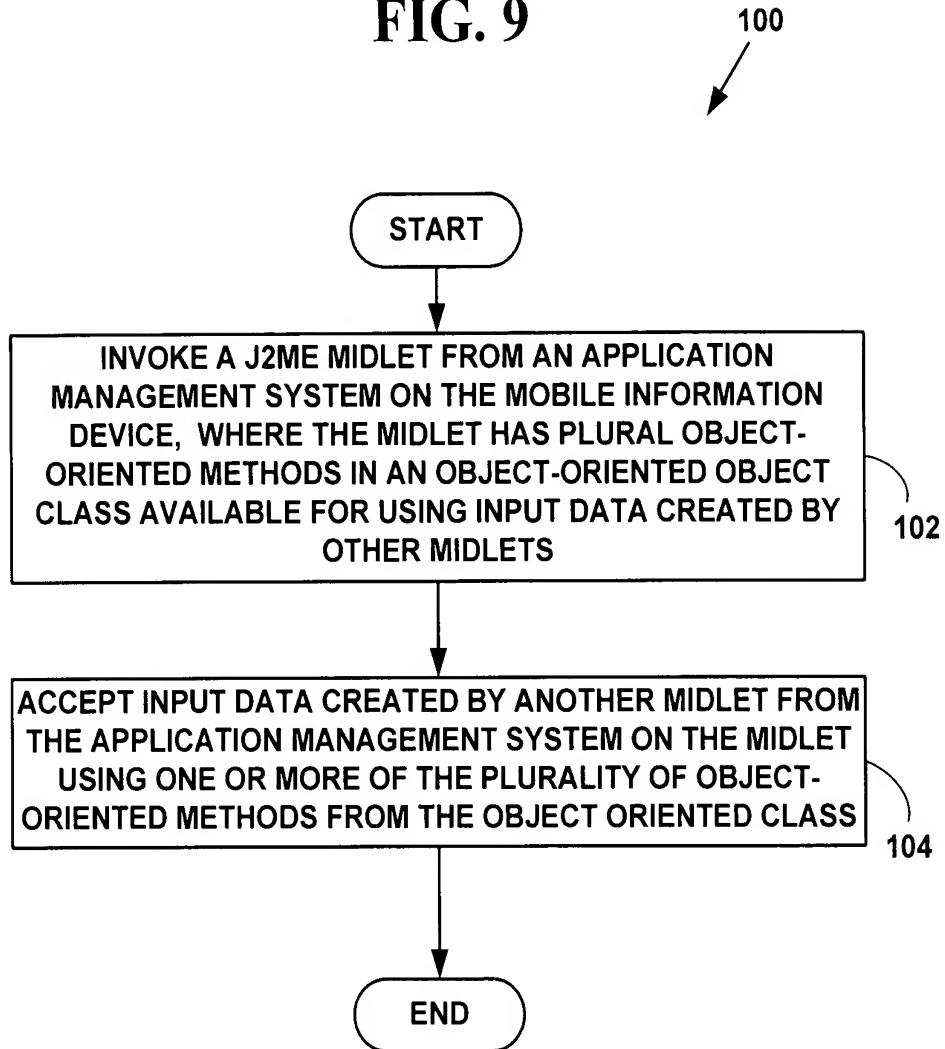 FIG. 9
100
START
INVOKE A J2ME MIDLET FROM AN APPLICATION
MANAGEMENT SYSTEM ON THE MOBILE INFORMATION
DEVICE, WHERE THE MIDLET HAS PLURAL OBJECT-
ORIENTED METHODS IN AN OBJECT-ORIENTED OBJECT
CLASS AVAILABLE FOR USING INPUT DATA CREATED BY
OTHER MIDLETS
102
ACCEPT INPUT DATA CREATED BY ANOTHER MIDLET FROM
THE APPLICATION MANAGEMENT SYSTEM ON THE MIDLET
USING ONE OR MORE OF THE PLURALITY OF OBJECT-
ORIENTED METHODS FROM THE OBJECT ORIENTED CLASS
104
END